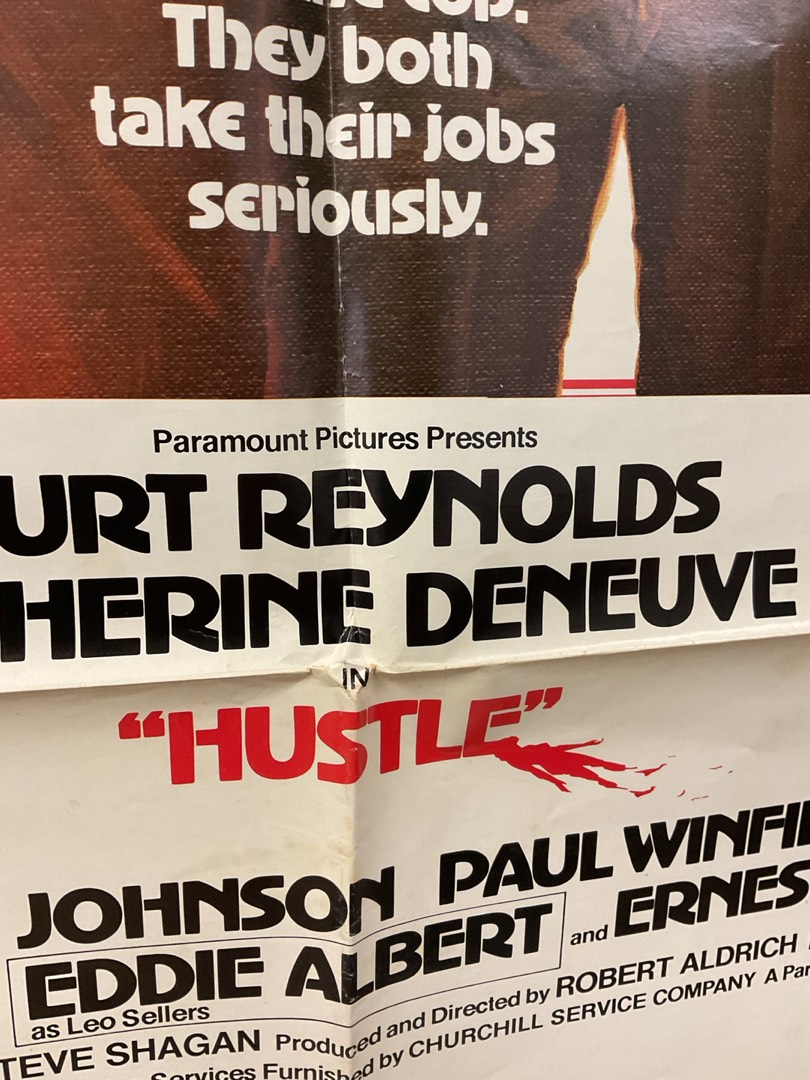 top.
They both
take their jobs
seriously.
Paramount Pictures Presents
URT REYNOLDS
HERINE DENEUVE
IN
“HUSTLE”
JOHNSON PAUL WINFI
EDDIE ALBERT and ERNES
as Leo Sellers
TEVE SHAGAN Produced and Directed by ROBERT ALDRICH
Services Furnished by CHURCHILL SERVICE COMPANY A Par